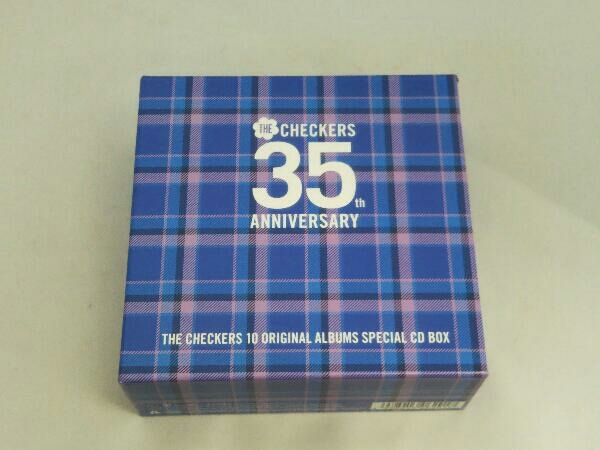 THE CHECKERS
35th
ANNIVERSARY
THE CHECKERS 10 ORIGINAL ALBUMS SPECIAL CD BOX